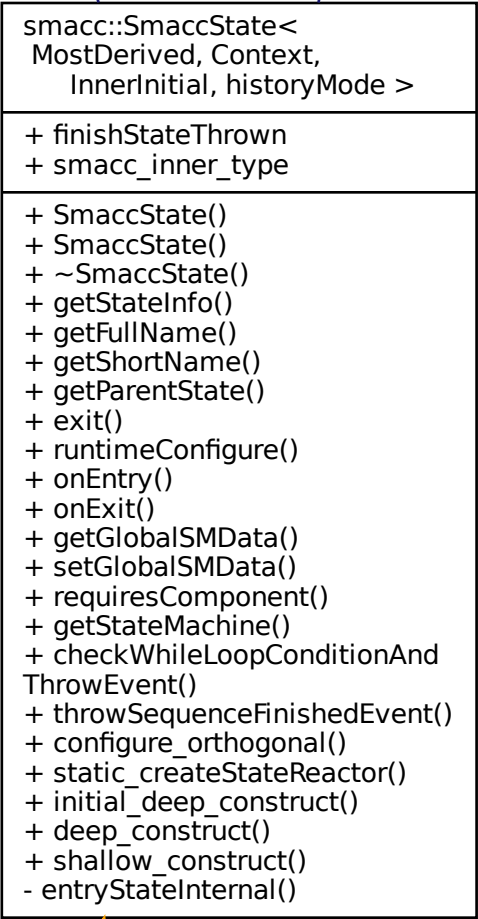 smacc::SmaccState<
MostDerived, Context,
InnerInitial, historyMode >
+ finishStateThrown
+ smacc_inner_type
+ SmaccState()
+ SmaccState()
+ ~SmaccState()
+ getStateInfo()
+ getFullName()
+ getShortName()
+ getParentState()
+ exit()
+ runtimeConfigure()
+ onEntry()
+ onExit()
+ getGlobalSMData()
+ setGlobalSMData()
+ requiresComponent()
+ getStateMachine()
+ checkWhileLoopConditionAnd
ThrowEvent()
+ throwSequenceFinishedEvent()
+ configure_orthogonal()
+ static_createStateReactor()
+ initial_deep_construct()
+ deep_construct()
+ shallow_construct()
- entryStateInternal()